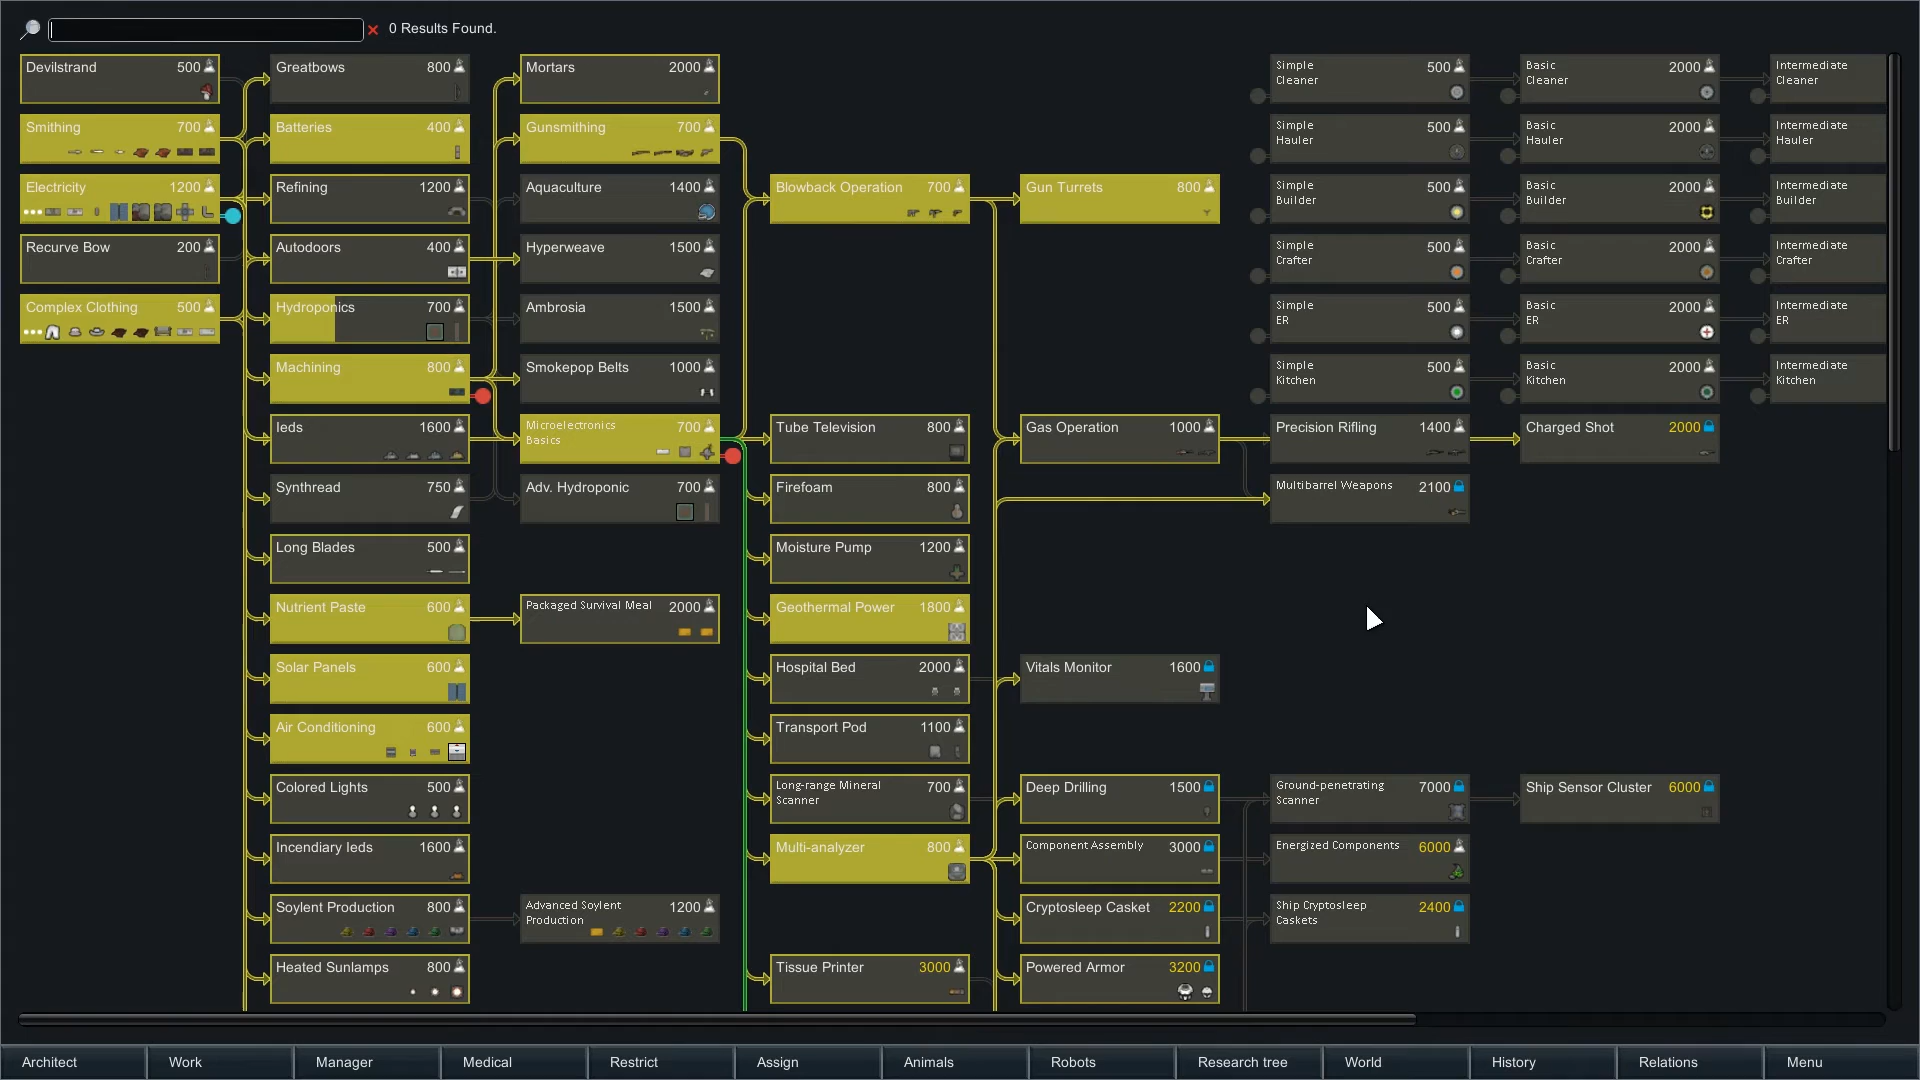 0 Results Found.
Devilstrand 500
Greatbows 800
Mortars 2000
Simple Cleaner 500
Basic Cleaner 2000
Intermediate Cleaner
Smithing 700
Batteries 400
Gunsmithing 700
Simple Hauler 500
Basic Hauler 2000
Intermediate Hauler
Electricity 1200
Refining 1200
Aquaculture 1400
Blowback Operation 700
Gun Turrets 800
Simple Builder 500
Basic Builder 2000
Intermediate Builder
Recurve Bow 200
Autodoors 400
Hyperweave 1500
Simple Crafter 500
Basic Crafter 2000
Intermediate Crafter
Complex Clothing 500
Hydroponics 700
Ambrosia 1500
Simple ER 500
Basic ER 2000
Intermediate ER
Machining 800
Smokepop Belts 1000
Simple Kitchen 500
Basic Kitchen 2000
Intermediate Kitchen
Ieds 1600
Microelectronics Basics 700
Tube Television 800
Gas Operation 1000
Precision Rifling 1400
Charged Shot 2000
Synthread 750
Adv. Hydroponic 700
Firefoam 800
Multibarrel Weapons 2100
Long Blades 500
Moisture Pump 1200
Nutrient Paste 600
Packaged Survival Meal 2000
Geothermal Power 1800
Solar Panels 600
Hospital Bed 2000
Vitals Monitor 1600
Air Conditioning 600
Transport Pod 1100
Colored Lights 500
Long-range Mineral Scanner 700
Deep Drilling 1500
Ground-penetrating Scanner 7000
Ship Sensor Cluster 6000
Incendiary Ieds 1600
Multi-analyzer 800
Component Assembly 3000
Energized Components 6000
Soylent Production 800
Advanced Soylent Production 1200
Cryptosleep Casket 2200
Ship Cryptosleep Caskets 2400
Heated Sunlamps 800
Tissue Printer 3000
Powered Armor 3200
Architect Work Manager Medical Restrict Assign Animals Robots Research tree World History Relations Menu